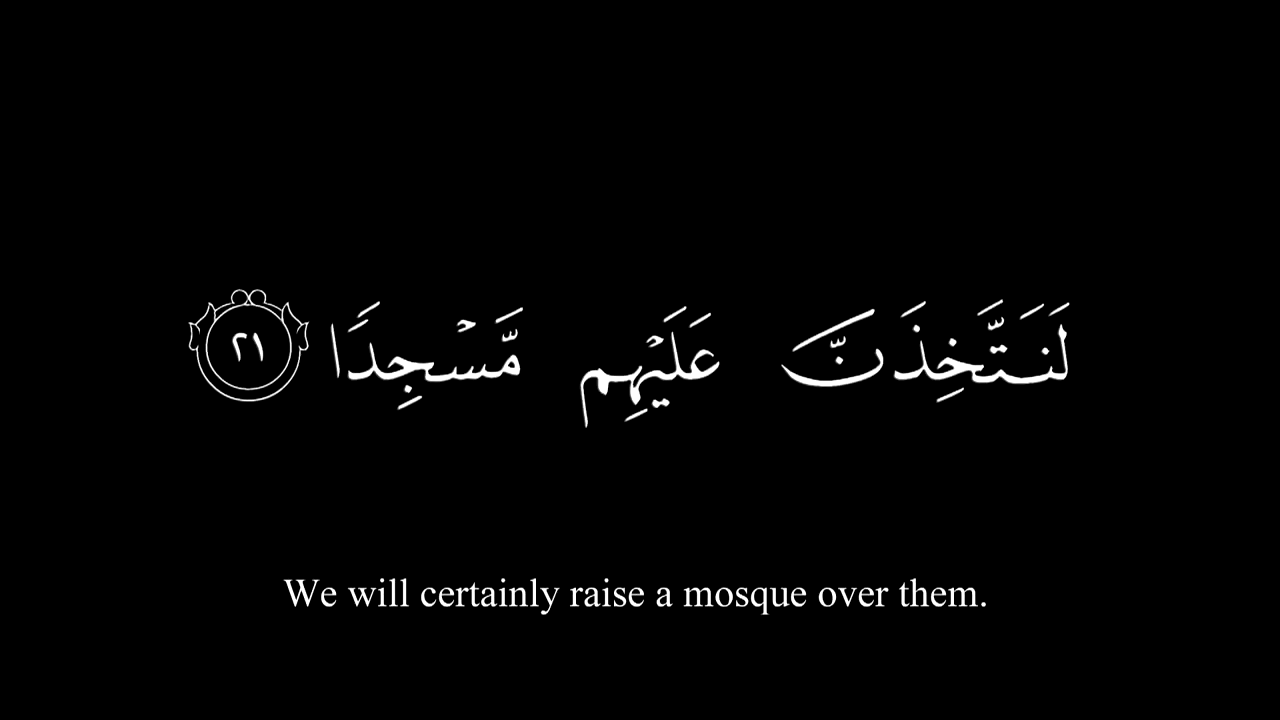 لَنَتَّخِذَنَّ عَلَيْهِم مَّسْجِدًا ٢١
We will certainly raise a mosque over them.